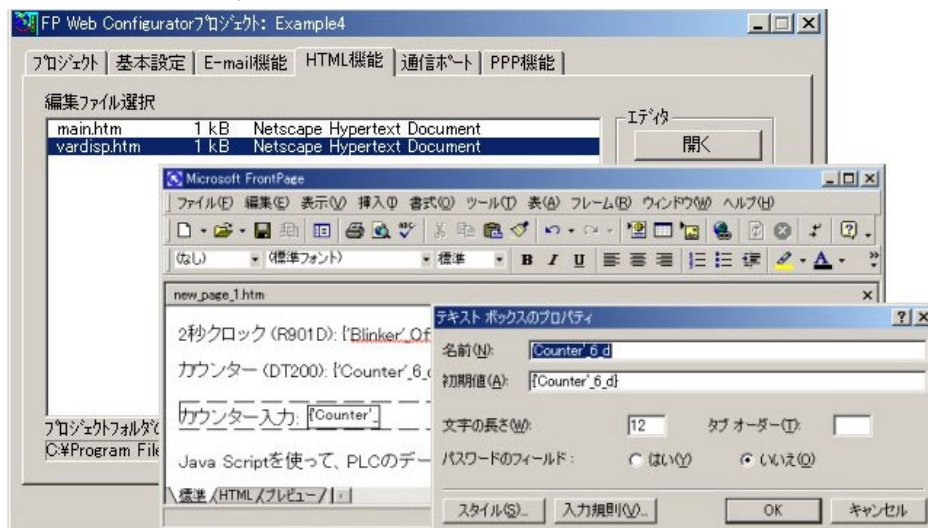 FP Web Configuratorﾌﾟﾛｼﾞｪｸﾄ: Example4
ﾌﾟﾛｼﾞｪｸﾄ 基本設定 E-mail機能 HTML機能 通信ﾎﾟｰﾄ PPP機能
編集ﾌｧｲﾙ選択
main.htm 1 kB Netscape Hypertext Document
vardisp.htm 1 kB Netscape Hypertext Document
ｴﾃﾞｨﾀ
開く
Microsoft FrontPage
ファイル(F) 編集(E) 表示(V) 挿入(I) 書式(O) ツール(T) 表(A) フレーム(R) ウィンドウ(W) ヘルプ(H)
(なし) (標準フォント) 標準 B I U A
new_page_1.htm
2秒クロック (R901D): {'Blinker'_Of
カウンター (DT200): {'Counter'_6_
カウンター入力: {'Counter'_
Java Scriptを使って、PLCのデー
標準 HTML プレビュー
テキスト ボックスのプロパティ
名前(N): 'Counter'_6_d
初期値(A): {'Counter'_6_d}
文字の長さ(W): 12 タブ オーダー(T):
パスワードのフィールド: はい(Y) いいえ(O)
スタイル(S)... 入力規則(V)... OK キャンセル
ﾌﾟﾛｼﾞｪｸﾄﾌｫﾙﾀﾞ
C:¥Program File